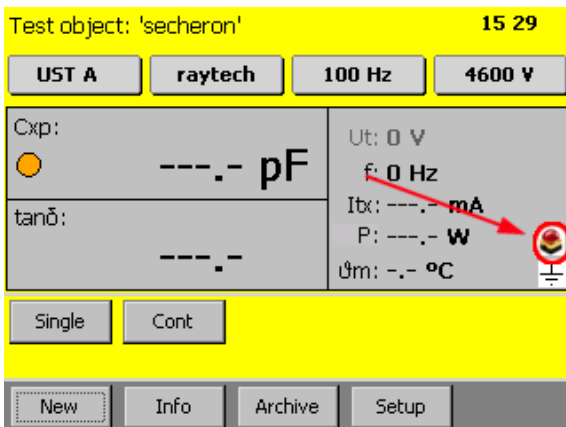 Test object: 'secheron' 15 29
UST A raytech 100 Hz 4600 V
Cxp:
---.- pF
tanδ:
---.-
Ut: 0 V
f: 0 Hz
Itx: ---.- mA
P: ---.- W
ϑm: -.- ºC
Single Cont
New Info Archive Setup